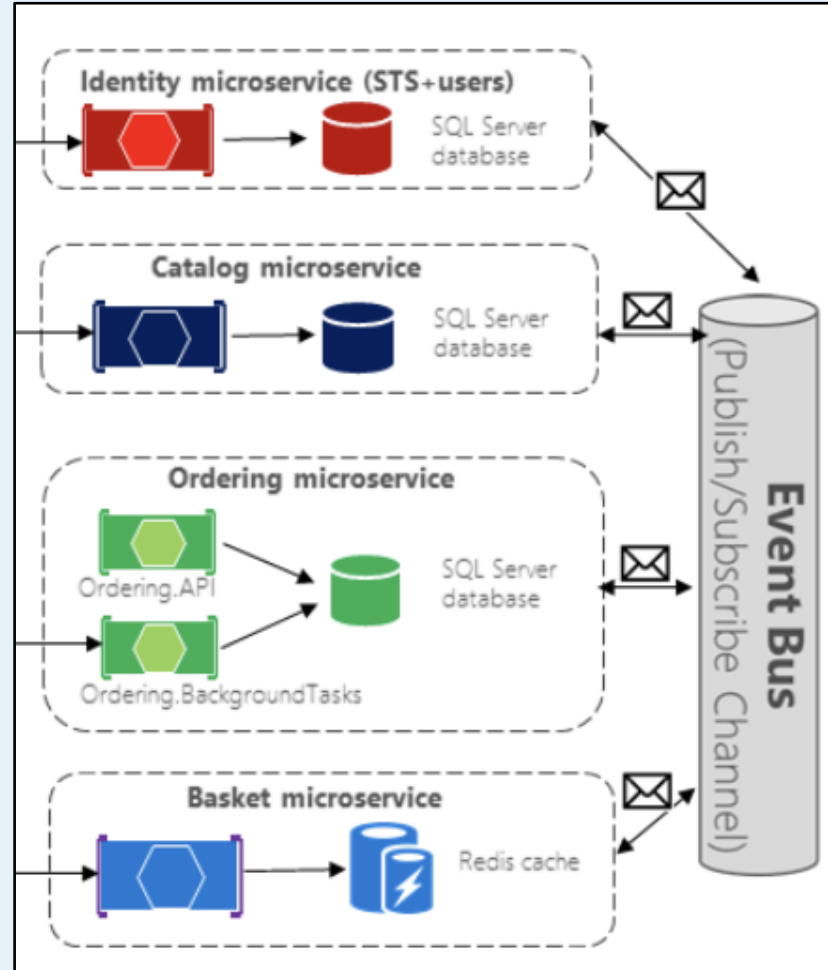 Identity microservice (STS+users)
SQL Server
database
Catalog microservice
SQL Server
database
Ordering microservice
Ordering.API
SQL Server
database
Ordering.BackgroundTasks
Basket microservice
Redis cache
Event Bus
(Publish/Subscribe Channel)